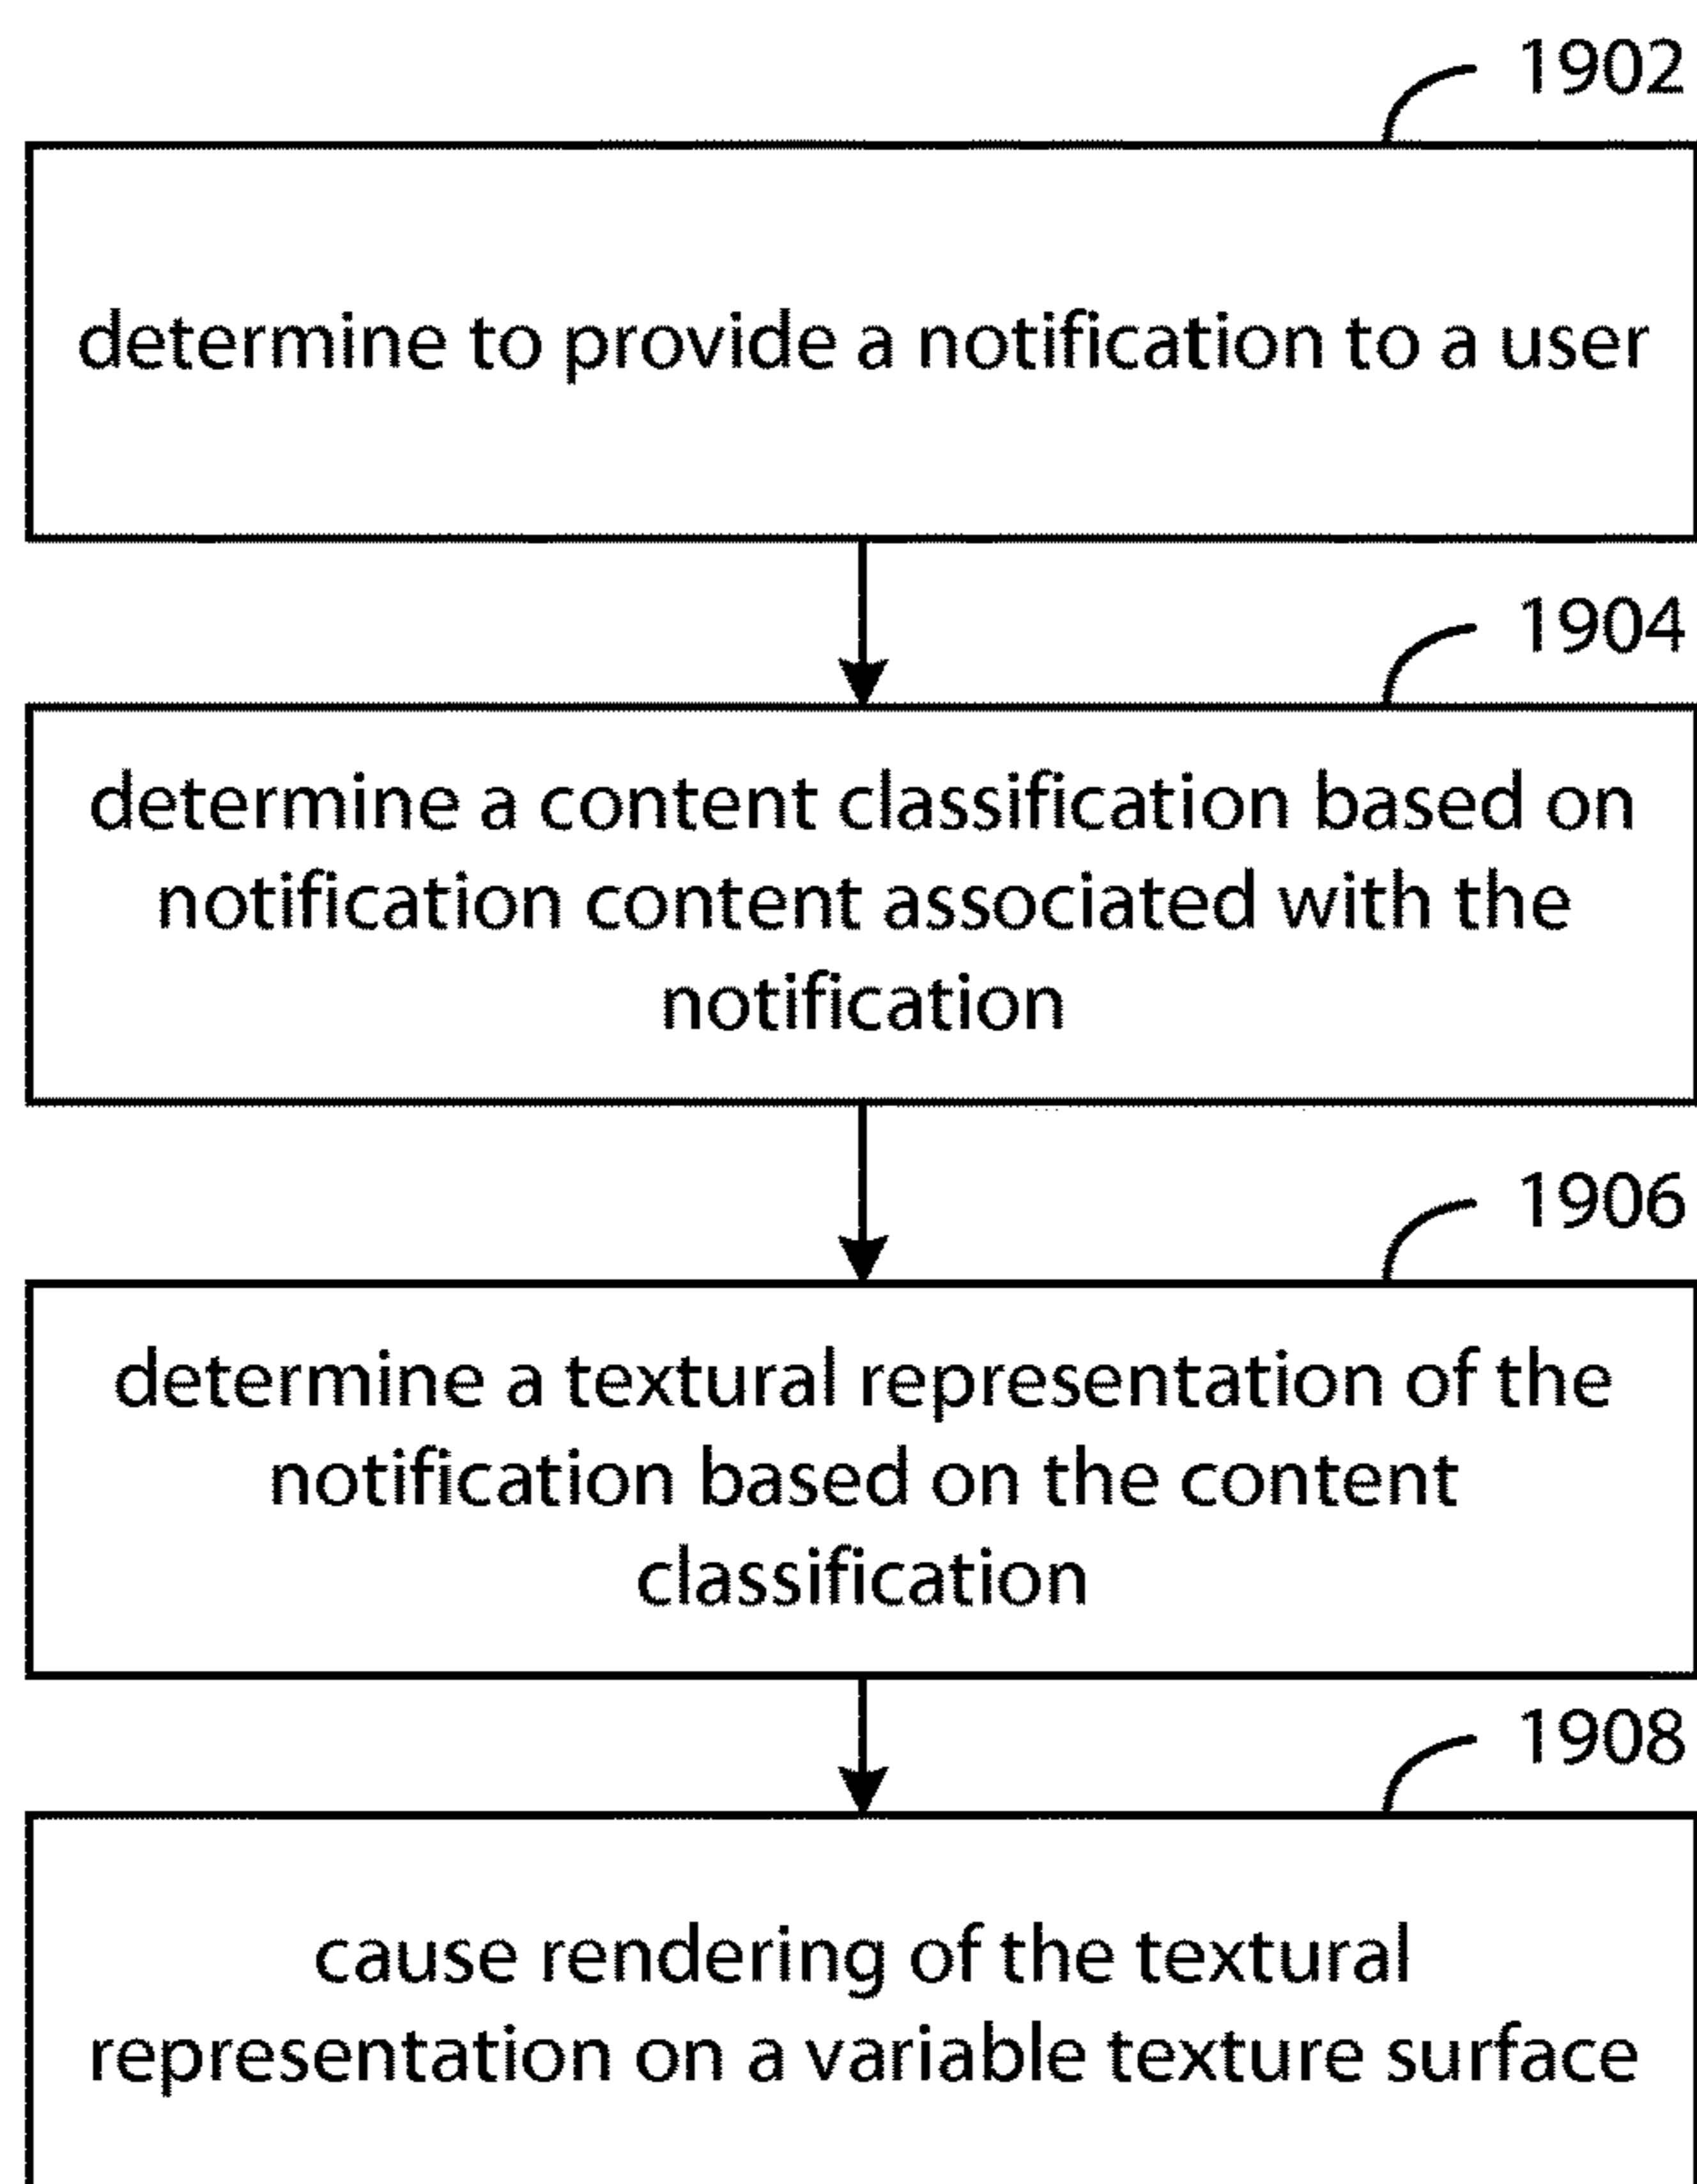 1902
determine to provide a notification to a user
1904
determine a content classification based on
notification content associated with the
notification
1906
determine a textural representation of the
notification based on the content
classification
1908
cause rendering of the textural
representation on a variable texture surface